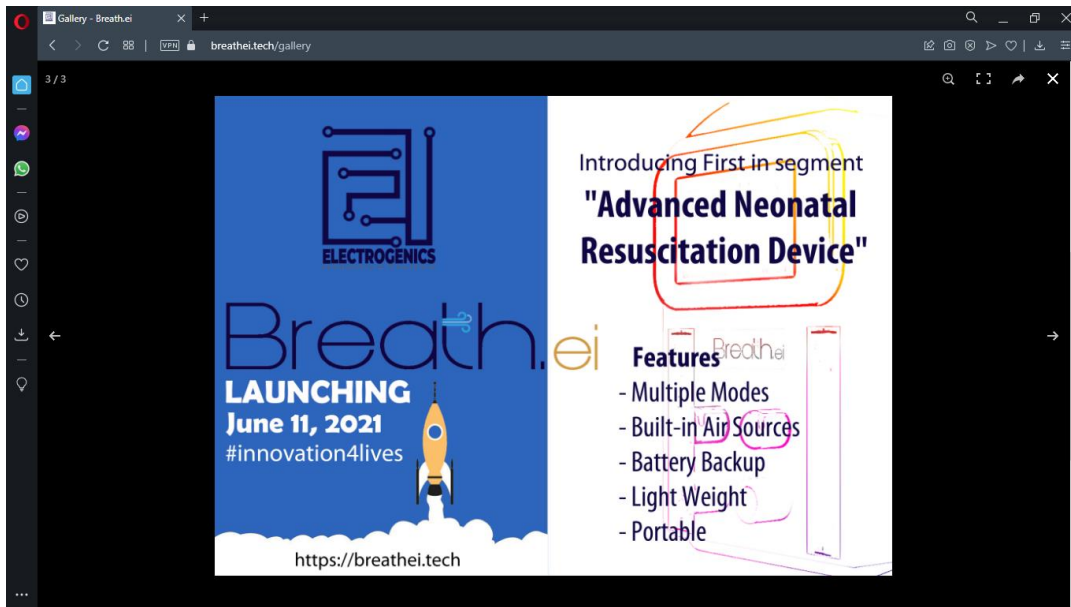 Gallery - Breath.ei
VPN
breathei.tech/gallery
3 / 3
ELECTROGENICS
Breath.ei
LAUNCHING
June 11, 2021
#innovation4lives
https://breathei.tech
Introducing First in segment
"Advanced Neonatal
Resuscitation Device"
Breath.ei
Features
- Multiple Modes
- Built-in Air Sources
- Battery Backup
- Light Weight
- Portable